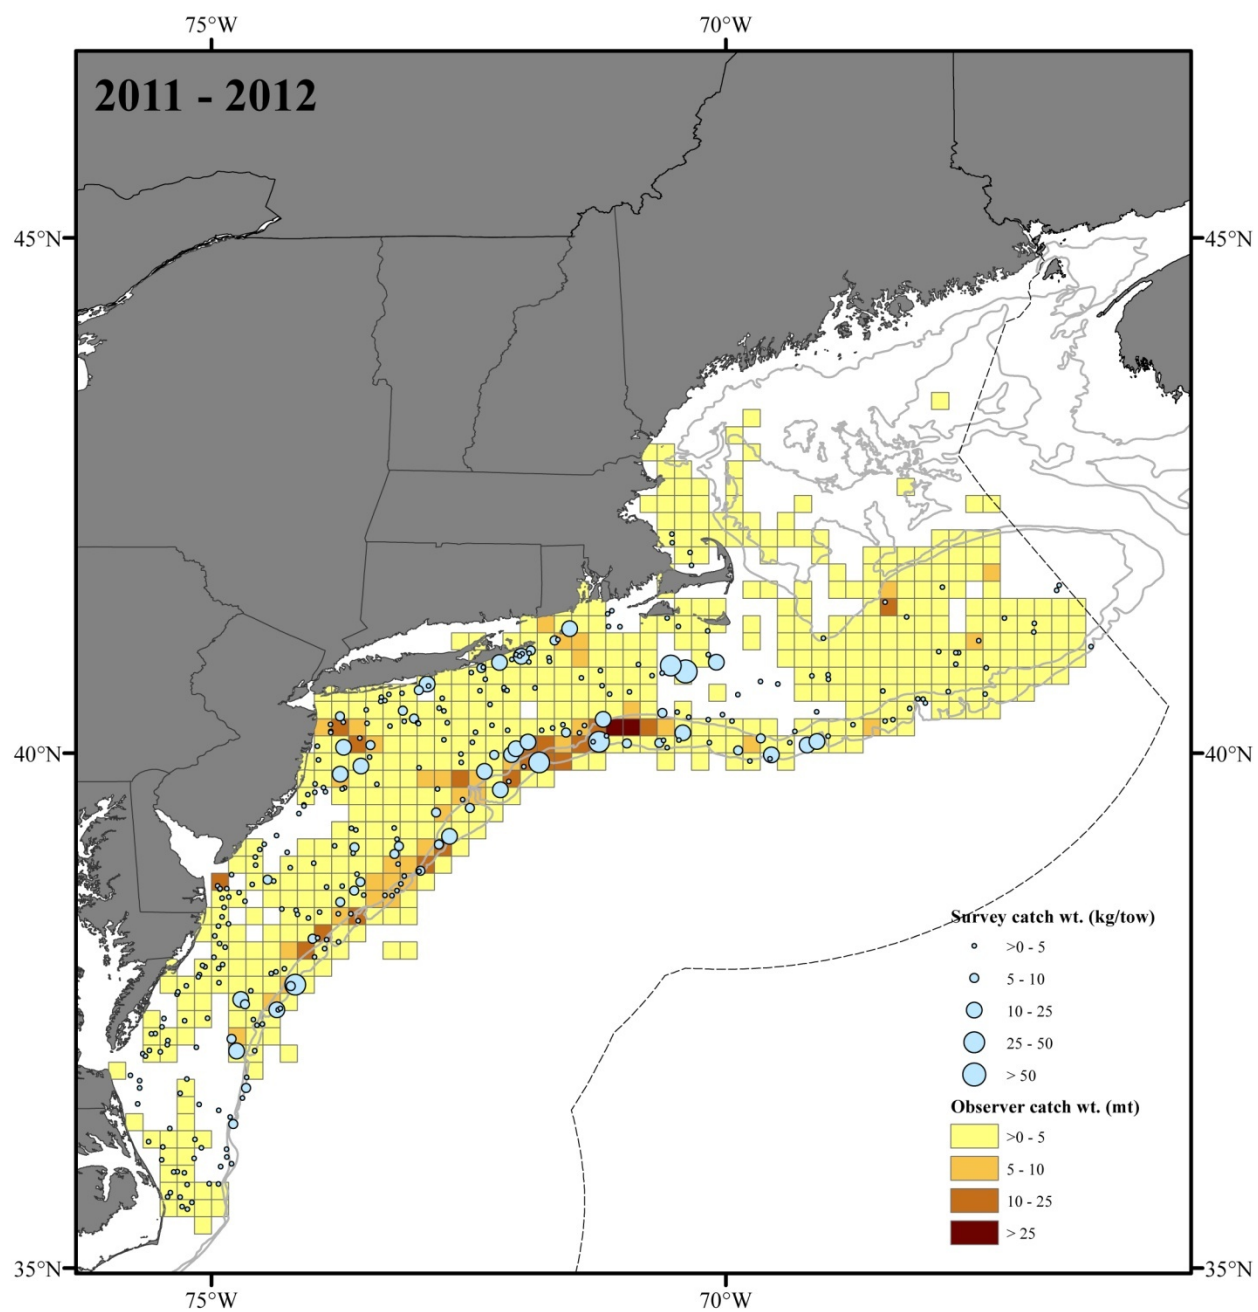 75°W 70°W
2011 - 2012
45°N 45°N
40°N 40°N
Survey catch wt. (kg/tow)
>0 - 5
5 - 10
10 - 25
25 - 50
> 50
Observer catch wt. (mt)
>0 - 5
5 - 10
10 - 25
> 25
35°N 35°N
75°W 70°W